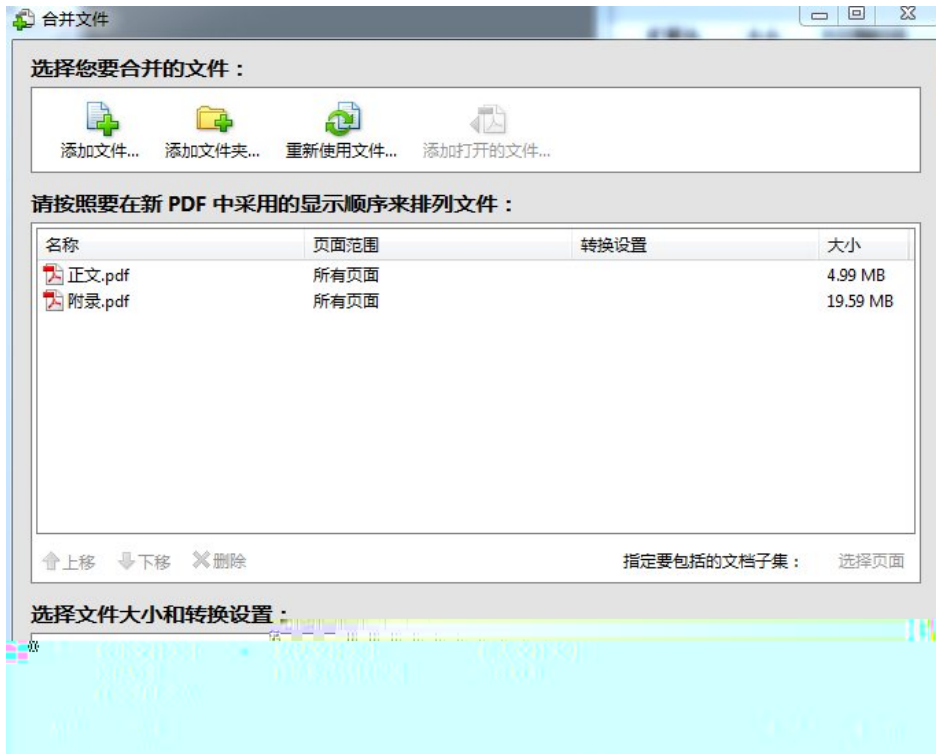 合并文件
选择您要合并的文件：
添加文件... 添加文件夹... 重新使用文件... 添加打开的文件...
请按照要在新 PDF 中采用的显示顺序来排列文件：
名称 页面范围 转换设置 大小
正文.pdf 所有页面 4.99 MB
附录.pdf 所有页面 19.59 MB
上移 下移 删除 指定要包括的文档子集： 选择页面
选择文件大小和转换设置：